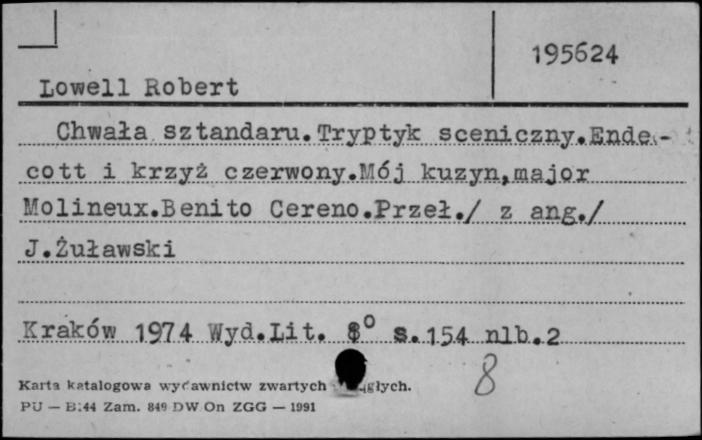 195624
Lowell Robert
Chwała sztandaru.Tryptyk sceniczny.Ende-
cott i krzyż czerwony.Mój kuzyn,major
Molineux.Benito Cereno.Przeł./ z ang./
J.Żuławski
Kraków 1974 Wyd.Lit. 8° s.154 nlb.2
Karta katalogowa wydawnictw zwartych
8
PU — B:44 Zam. 849 DW On ZGG — 1991